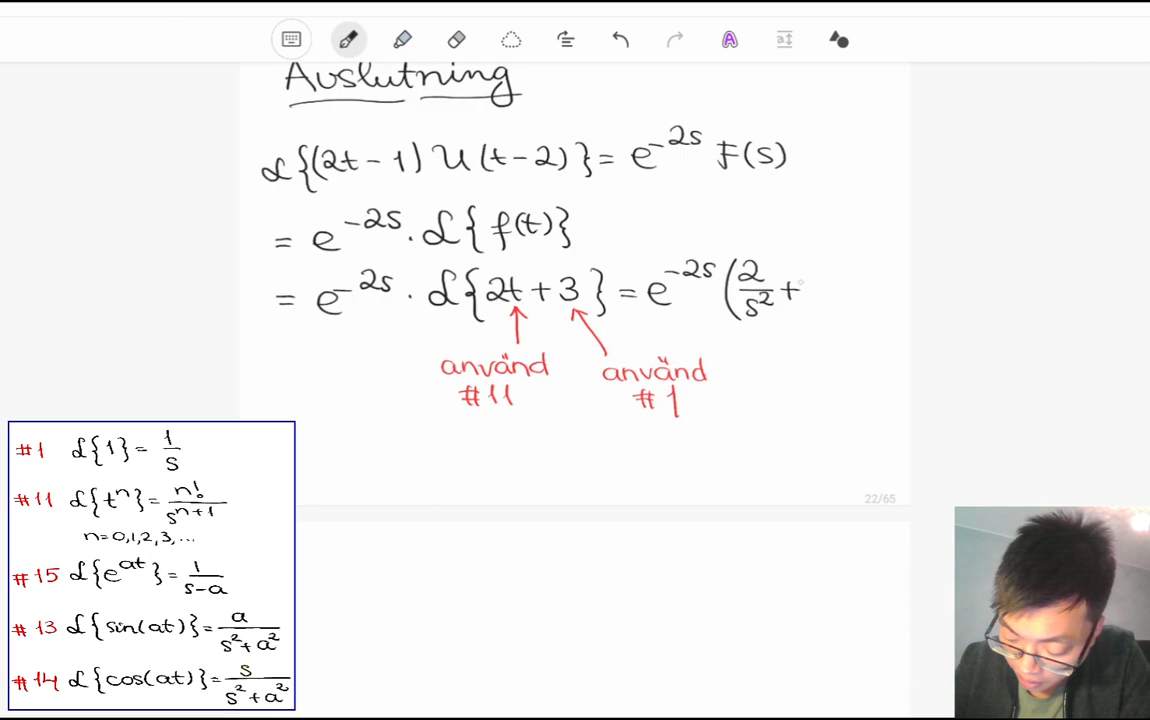 Avslutning
ℒ{(2t-1) U(t-2)} = e^{-2s} F(s)
= e^{-2s} · ℒ{f(t)}
= e^{-2s} · ℒ{2t+3} = e^{-2s} (2/s² +
använd #11
använd #1
22/65
#1 ℒ{1} = 1/s
#11 ℒ{tⁿ} = n!/s^{n+1}
n=0,1,2,3,...
#15 ℒ{e^{at}} = 1/(s-a)
#13 ℒ{sin(at)} = a/(s²+a²)
#14 ℒ{cos(at)} = s/(s²+a²)